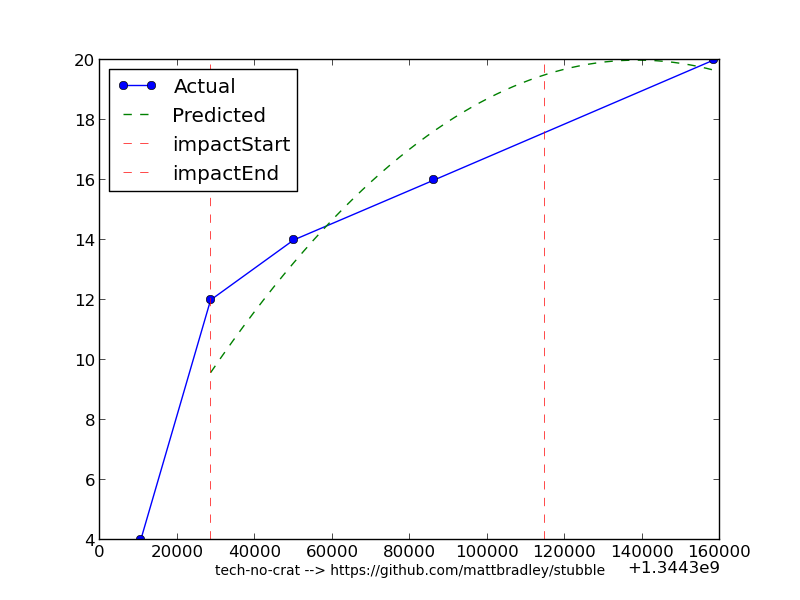 20
18
16
14
12
10
8
6
4
Actual
Predicted
impactStart
impactEnd
0 20000 40000 60000 80000 100000 120000 140000 160000
tech-no-crat --> https://github.com/mattbradley/stubble +1.3443e9